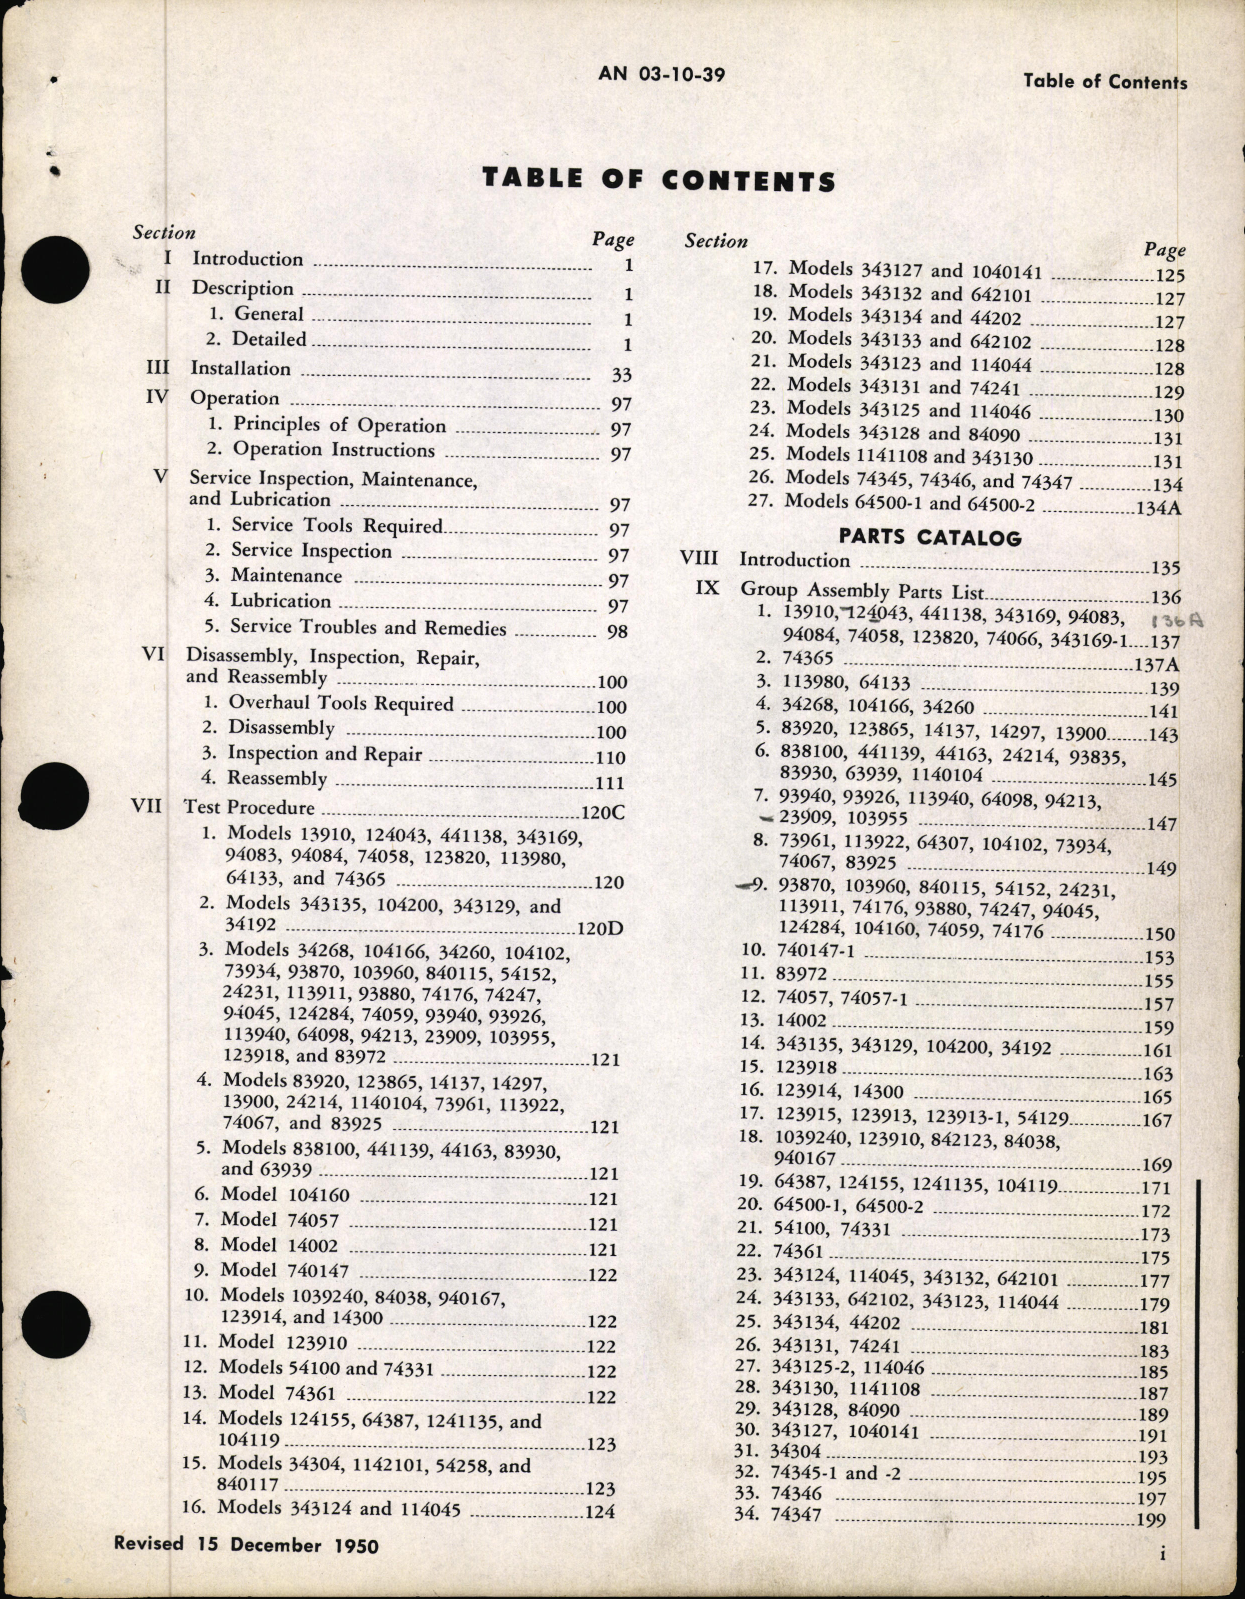 AN 03-10-39
Table of Contents
TABLE OF CONTENTS
Section
Page
I Introduction 1
II Description 1
1. General 1
2. Detailed 1
III Installation 33
IV Operation 97
1. Principles of Operation 97
2. Operation Instructions 97
V Service Inspection, Maintenance,
and Lubrication 97
1. Service Tools Required 97
2. Service Inspection 97
3. Maintenance 97
4. Lubrication 97
5. Service Troubles and Remedies 98
VI Disassembly, Inspection, Repair,
and Reassembly 100
1. Overhaul Tools Required 100
2. Disassembly 100
3. Inspection and Repair 110
4. Reassembly 111
VII Test Procedure 120C
1. Models 13910, 124043, 441138, 343169,
94083, 94084, 74058, 123820, 113980,
64133, and 74365 120
2. Models 343135, 104200, 343129, and
34192 120D
3. Models 34268, 104166, 34260, 104102,
73934, 93870, 103960, 840115, 54152,
24231, 113911, 93880, 74176, 74247,
94045, 124284, 74059, 93940, 93926,
113940, 64098, 94213, 23909, 103955,
123918, and 83972 121
4. Models 83920, 123865, 14137, 14297,
13900, 24214, 1140104, 73961, 113922,
74067, and 83925 121
5. Models 838100, 441139, 44163, 83930,
and 63939 121
6. Model 104160 121
7. Model 74057 121
8. Model 14002 121
9. Model 740147 122
10. Models 1039240, 84038, 940167,
123914, and 14300 122
11. Model 123910 122
12. Models 54100 and 74331 122
13. Model 74361 122
14. Models 124155, 64387, 1241135, and
104119 123
15. Models 34304, 1142101, 54258, and
840117 123
16. Models 343124 and 114045 124
Section
Page
17. Models 343127 and 1040141 125
18. Models 343132 and 642101 127
19. Models 343134 and 44202 127
20. Models 343133 and 642102 128
21. Models 343123 and 114044 128
22. Models 343131 and 74241 129
23. Models 343125 and 114046 130
24. Models 343128 and 84090 131
25. Models 1141108 and 343130 131
26. Models 74345, 74346, and 74347 134
27. Models 64500-1 and 64500-2 134A
PARTS CATALOG
VIII Introduction 135
IX Group Assembly Parts List 136
1. 13910, 124043, 441138, 343169, 94083, 136A
94084, 74058, 123820, 74066, 343169-1 137
2. 74365 137A
3. 113980, 64133 139
4. 34268, 104166, 34260 141
5. 83920, 123865, 14137, 14297, 13900 143
6. 838100, 441139, 44163, 24214, 93835,
83930, 63939, 1140104 145
7. 93940, 93926, 113940, 64098, 94213,
23909, 103955 147
8. 73961, 113922, 64307, 104102, 73934,
74067, 83925 149
9. 93870, 103960, 840115, 54152, 24231,
113911, 74176, 93880, 74247, 94045,
124284, 104160, 74059, 74176 150
10. 740147-1 153
11. 83972 155
12. 74057, 74057-1 157
13. 14002 159
14. 343135, 343129, 104200, 34192 161
15. 123918 163
16. 123914, 14300 165
17. 123915, 123913, 123913-1, 54129 167
18. 1039240, 123910, 842123, 84038,
940167 169
19. 64387, 124155, 1241135, 104119 171
20. 64500-1, 64500-2 172
21. 54100, 74331 173
22. 74361 175
23. 343124, 114045, 343132, 642101 177
24. 343133, 642102, 343123, 114044 179
25. 343134, 44202 181
26. 343131, 74241 183
27. 343125-2, 114046 185
28. 343130, 1141108 187
29. 343128, 84090 189
30. 343127, 1040141 191
31. 34304 193
32. 74345-1 and -2 195
33. 74346 197
34. 74347 199
Revised 15 December 1950
i